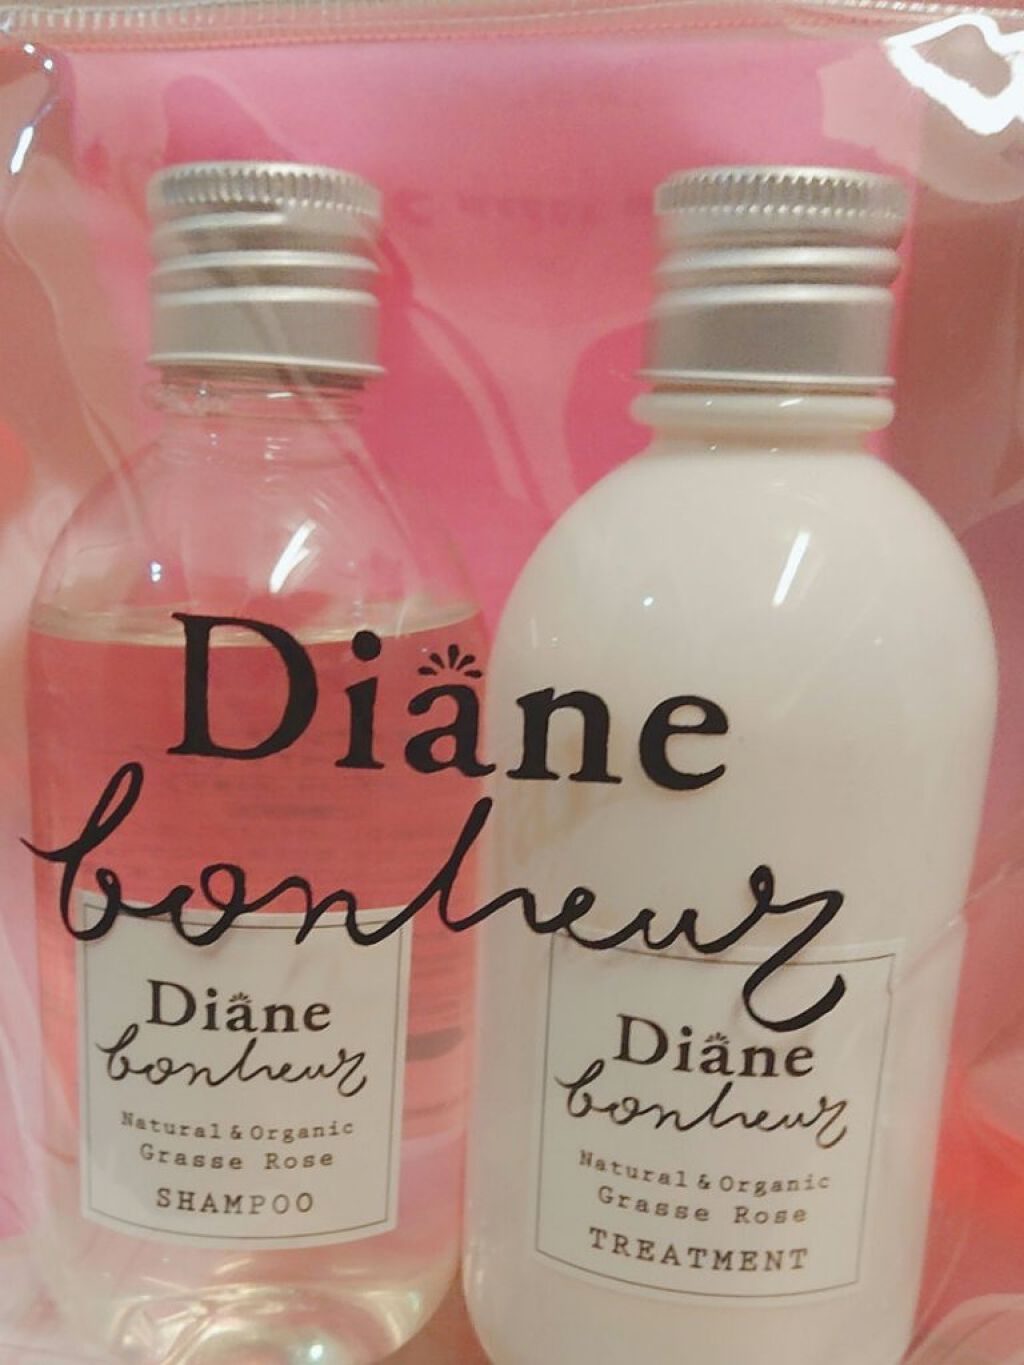 Diane
bonheur
Diane
bonheur
Natural & Organic
Grasse Rose
SHAMPOO
Diane
bonheur
Natural & Organic
Grasse Rose
TREATMENT